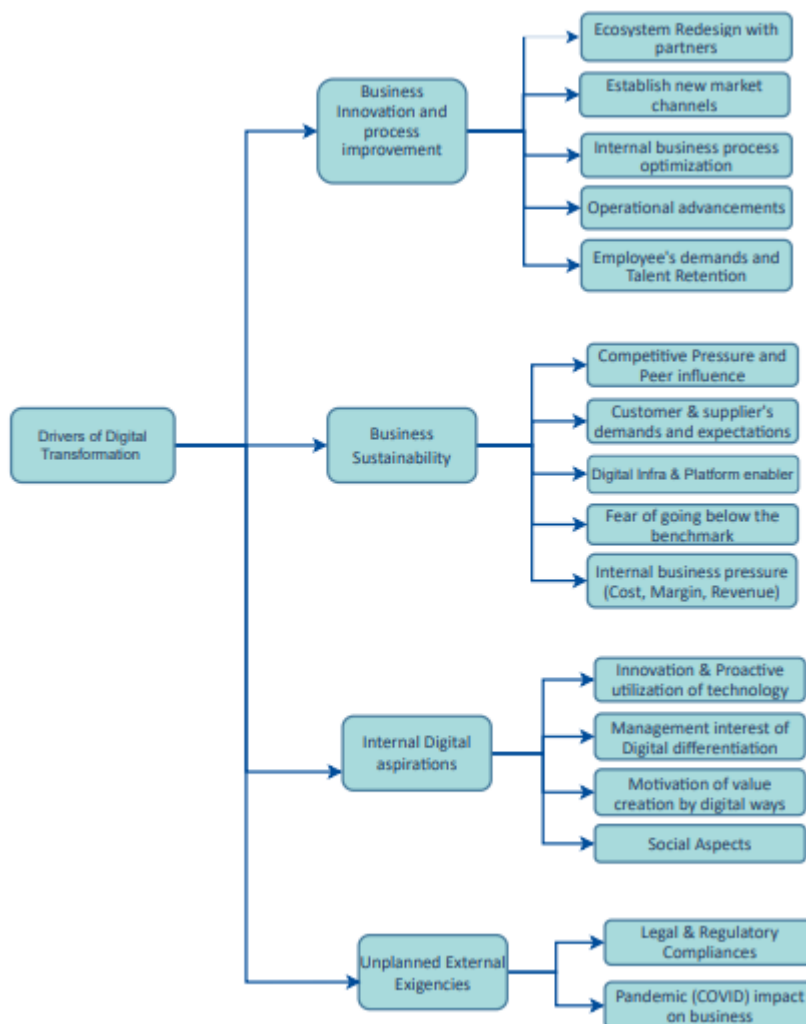 Drivers of Digital
Transformation
Business
Innovation and
process
improvement
Ecosystem Redesign with
partners
Establish new market
channels
Internal business process
optimization
Operational advancements
Employee's demands and
Talent Retention
Business
Sustainability
Competitive Pressure and
Peer influence
Customer & supplier's
demands and expectations
Digital Infra & Platform enabler
Fear of going below the
benchmark
Internal business pressure
(Cost, Margin, Revenue)
Internal Digital
aspirations
Innovation & Proactive
utilization of technology
Management interest of
Digital differentiation
Motivation of value
creation by digital ways
Social Aspects
Unplanned External
Exigencies
Legal & Regulatory
Compliances
Pandemic (COVID) impact
on business